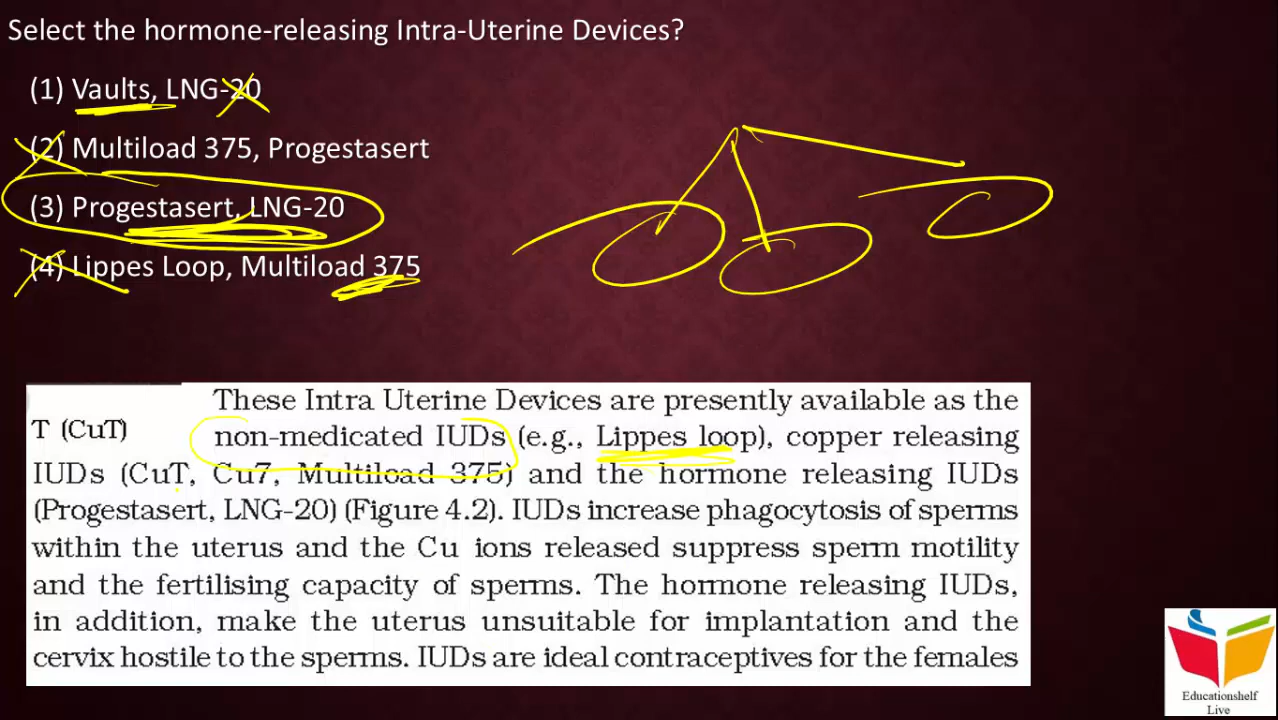 Select the hormone-releasing Intra-Uterine Devices?
(1) Vaults, LNG-20
(2) Multiload 375, Progestasert
(3) Progestasert, LNG-20
(4) Lippes Loop, Multiload 375
These Intra Uterine Devices are presently available as the
T (CuT) non-medicated IUDs (e.g., Lippes loop), copper releasing
IUDs (CuT, Cu7, Multiload 375) and the hormone releasing IUDs
(Progestasert, LNG-20) (Figure 4.2). IUDs increase phagocytosis of sperms
within the uterus and the Cu ions released suppress sperm motility
and the fertilising capacity of sperms. The hormone releasing IUDs,
in addition, make the uterus unsuitable for implantation and the
cervix hostile to the sperms. IUDs are ideal contraceptives for the females
Educationshelf
Live